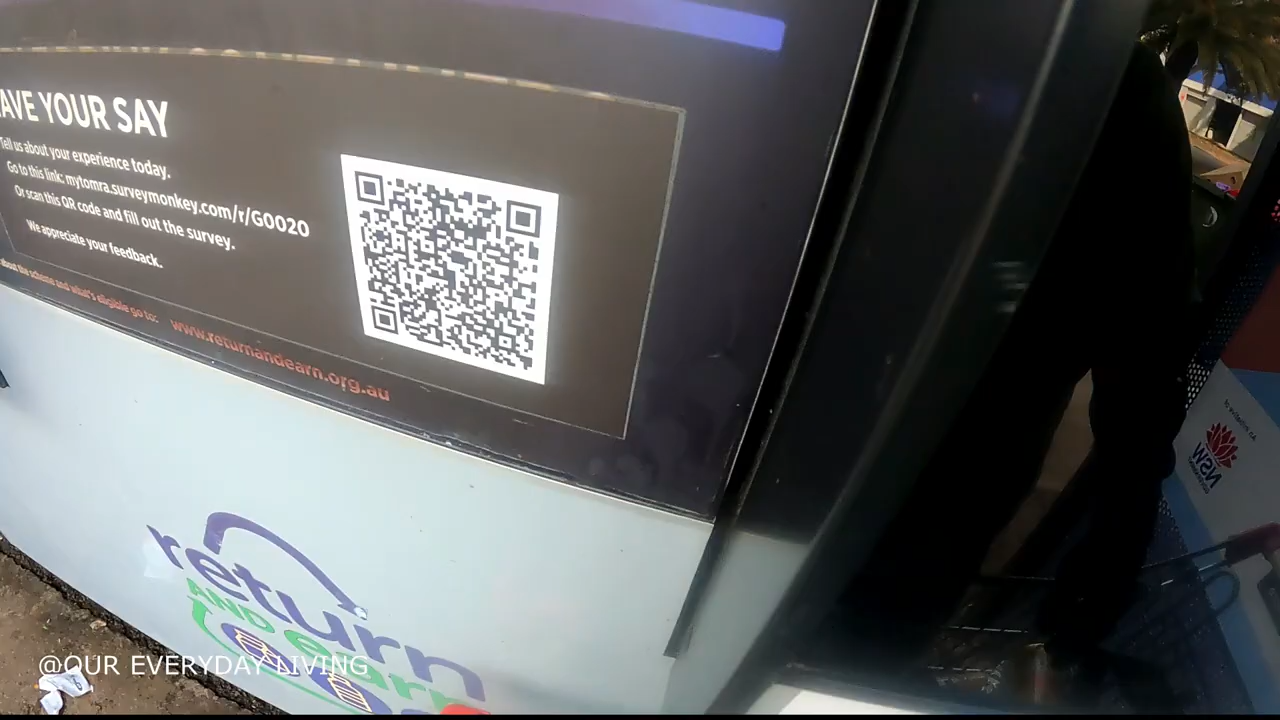 AVE YOUR SAY
Tell us about your experience today.
Go to this link: mytomra.surveymonkey.com/r/G0020
Or scan this QR code and fill out the survey.
We appreciate your feedback.
about the scheme and what's eligible go to: www.returnandearn.org.au
return
AND earn
NSW
@OUR EVERYDAY LIVING